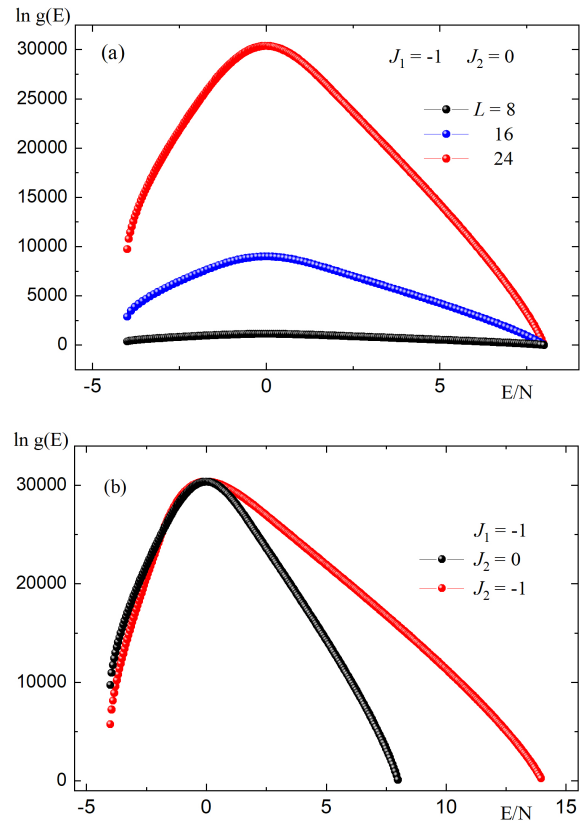 ln g(E)
30000
(a)
J₁ = -1 J₂ = 0
25000
L = 8
20000
16
24
15000
10000
5000
0
-5 0 5
E/N
ln g(E)
30000
(b)
J₁ = -1
J₂ = 0
J₂ = -1
20000
10000
0
-5 0 5 10 15
E/N